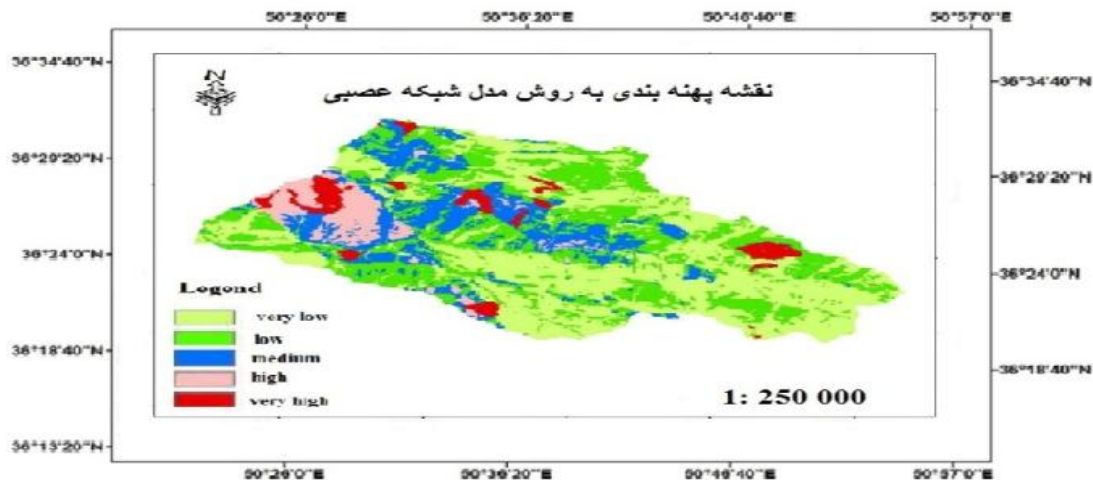 50°26'0"E 50°36'20"E 50°46'40"E 50°57'0"E
36°34'40"N
36°34'40"N
N
نقشه پهنه بندی به روش مدل شبکه عصبی
36°29'20"N
36°29'20"N
36°24'0"N
36°24'0"N
Legend
very low
low
medium
high
very high
36°18'40"N
36°18'40"N
1: 250 000
36°13'20"N
50°26'0"E 50°36'20"E 50°46'40"E 50°57'0"E